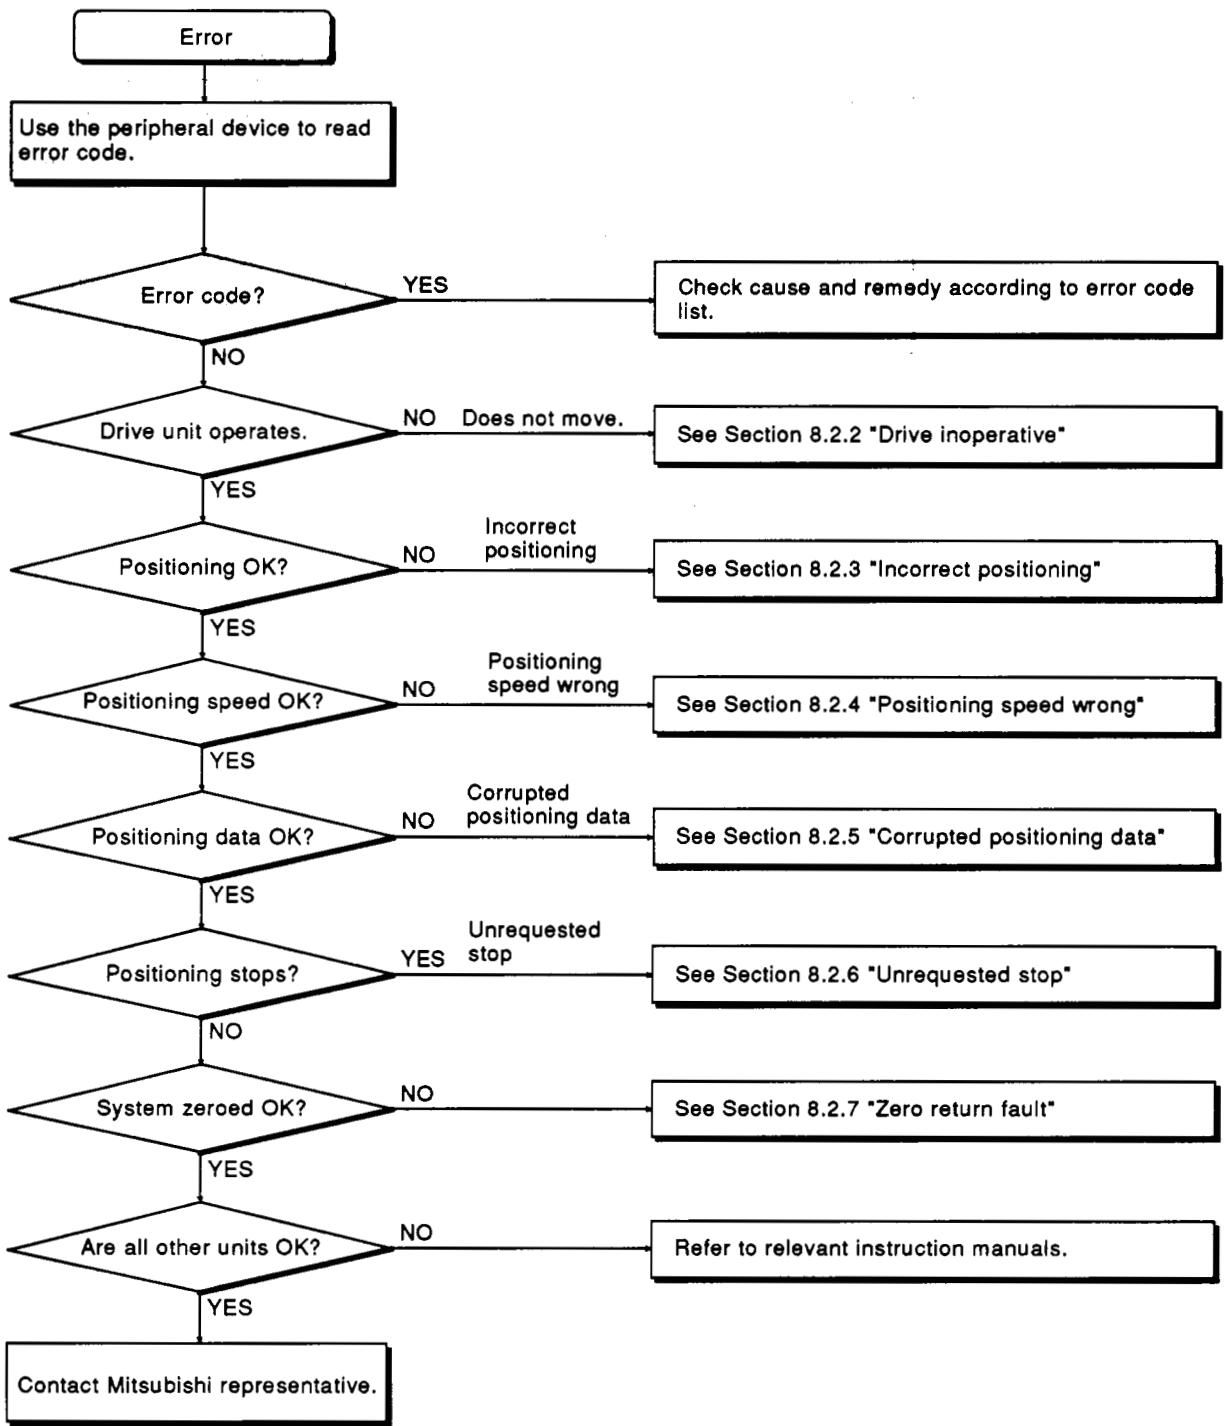 Error
Use the peripheral device to read
error code.
Error code?
YES
Check cause and remedy according to error code
list.
NO
Drive unit operates.
NO Does not move.
See Section 8.2.2 "Drive inoperative"
YES
Positioning OK?
NO
Incorrect
positioning
See Section 8.2.3 "Incorrect positioning"
YES
Positioning speed OK?
NO
Positioning
speed wrong
See Section 8.2.4 "Positioning speed wrong"
YES
Positioning data OK?
NO
Corrupted
positioning data
See Section 8.2.5 "Corrupted positioning data"
YES
Positioning stops?
YES
Unrequested
stop
See Section 8.2.6 "Unrequested stop"
NO
System zeroed OK?
NO
See Section 8.2.7 "Zero return fault"
YES
Are all other units OK?
NO
Refer to relevant instruction manuals.
YES
Contact Mitsubishi representative.